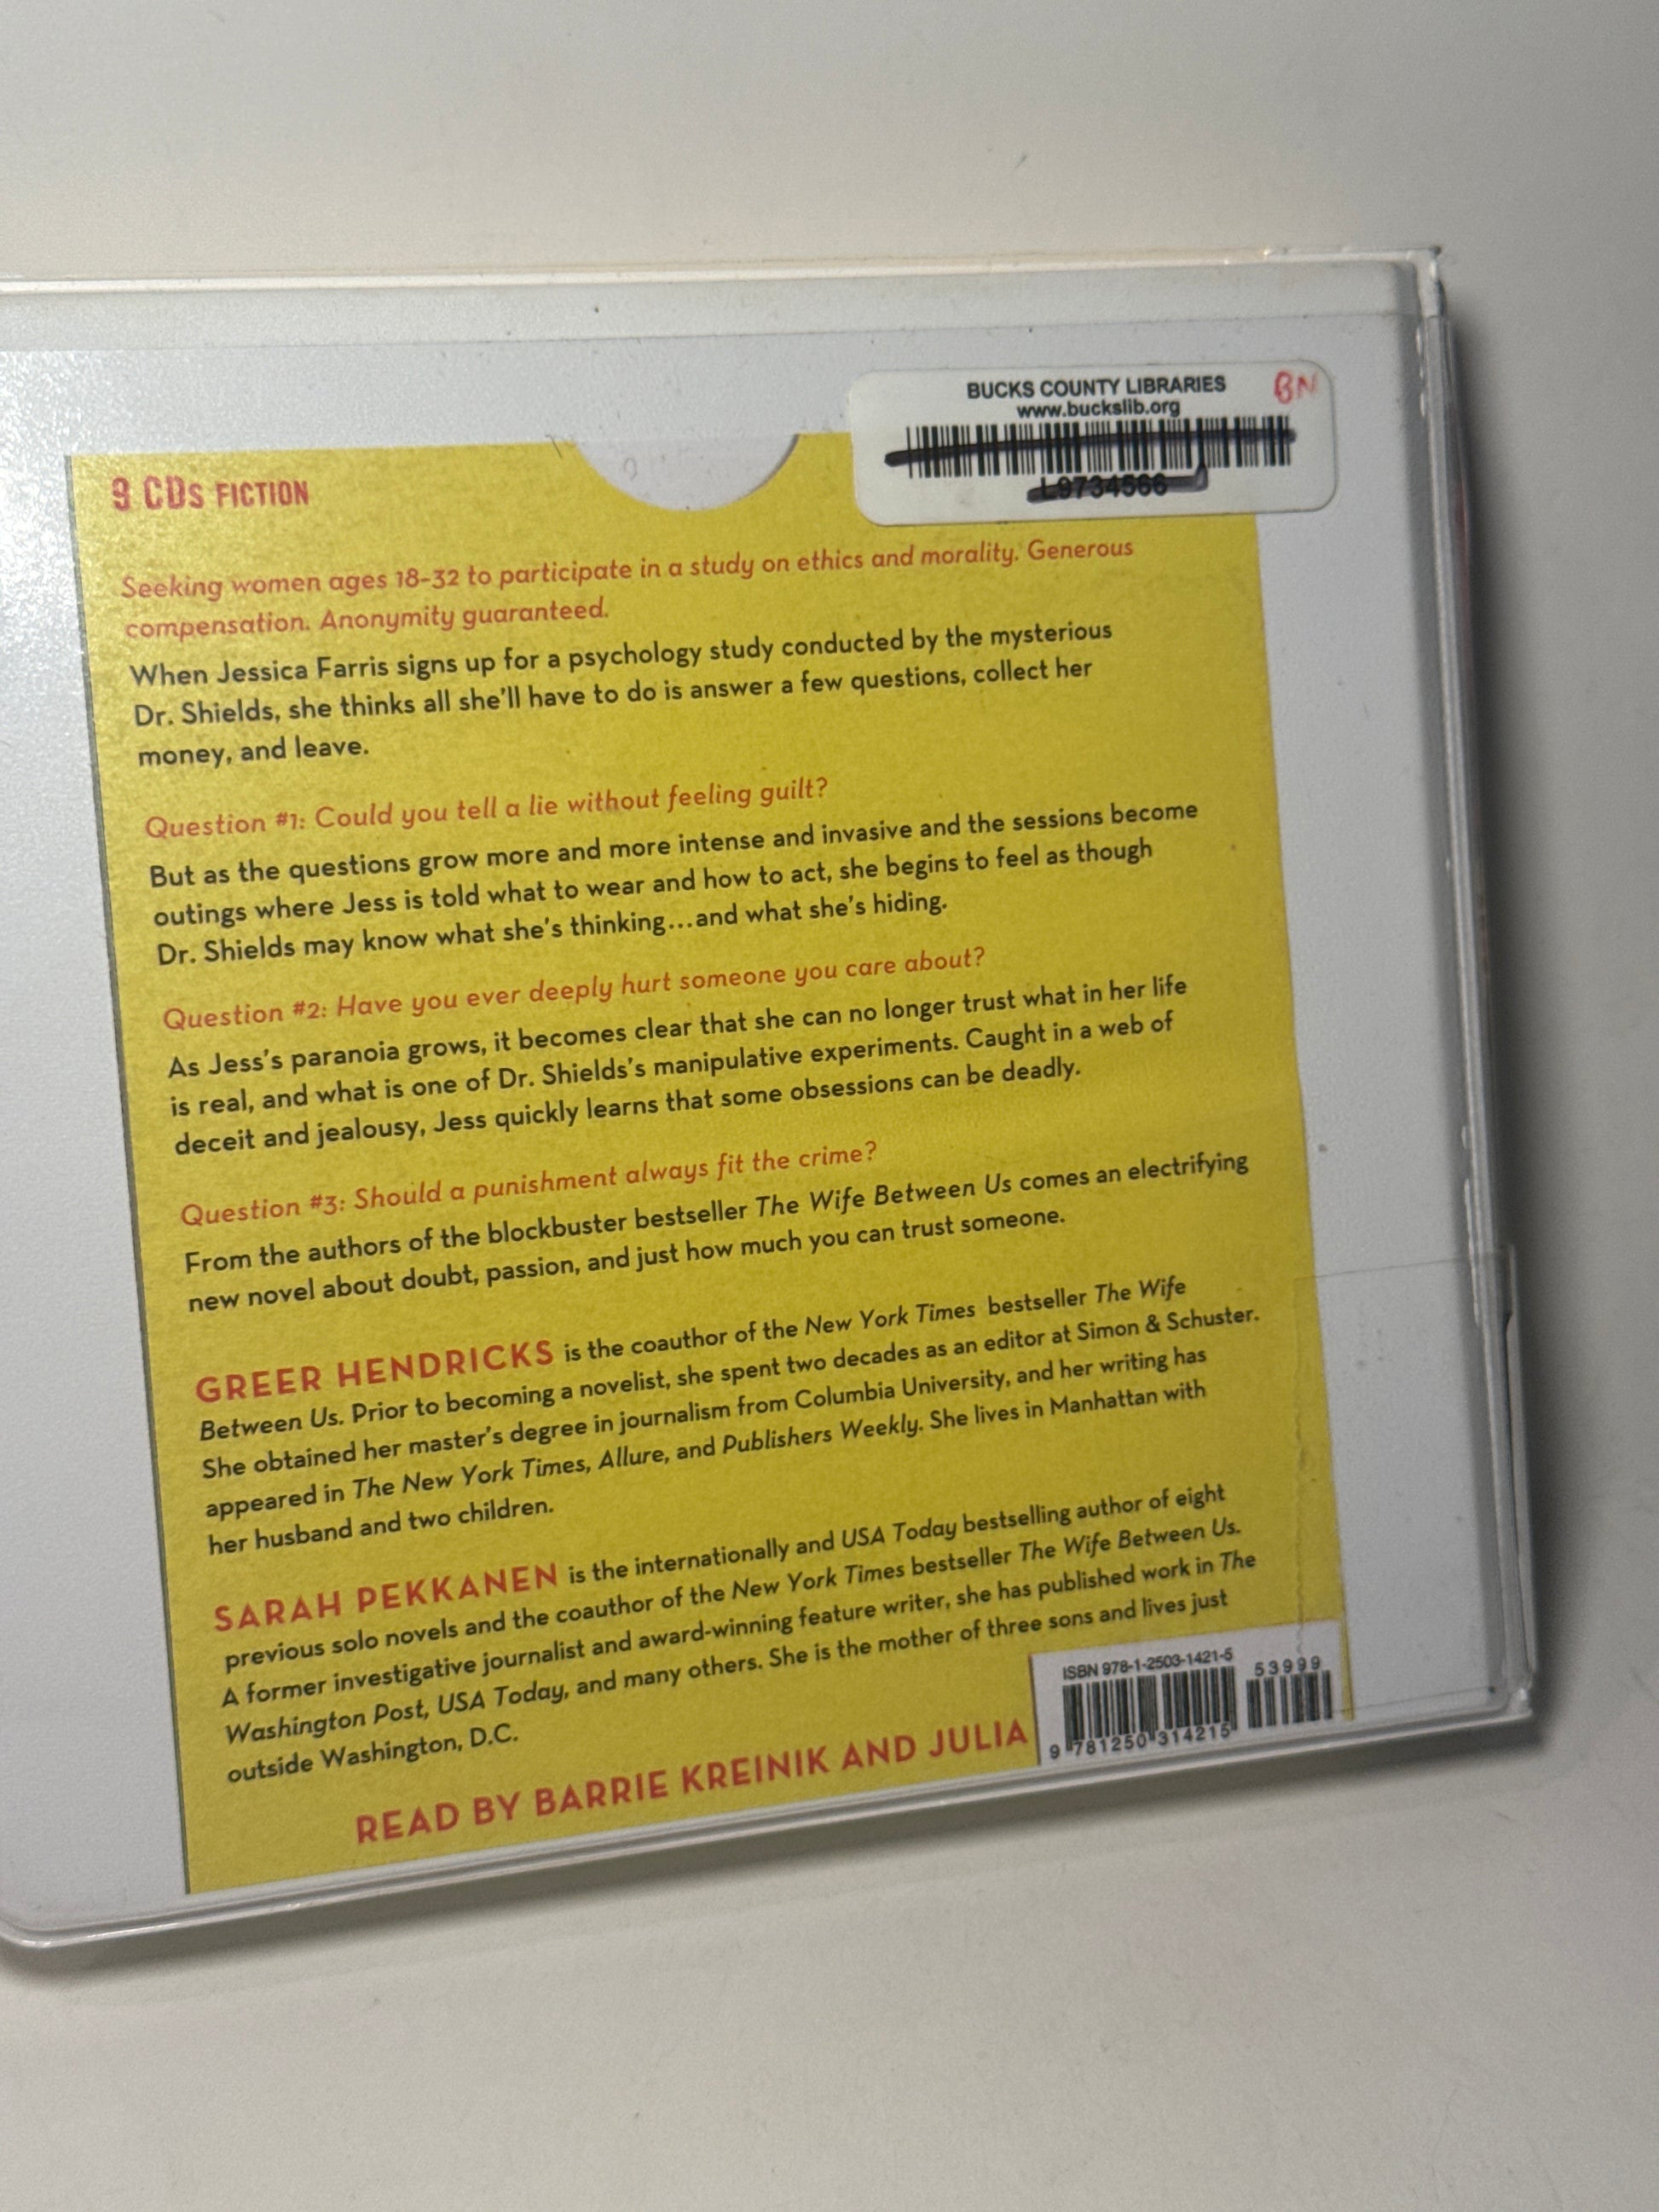 BUCKS COUNTY LIBRARIES BN
www.buckslib.org
L9734566
9 CDs FICTION
Seeking women ages 18–32 to participate in a study on ethics and morality. Generous
compensation. Anonymity guaranteed.
When Jessica Farris signs up for a psychology study conducted by the mysterious
Dr. Shields, she thinks all she'll have to do is answer a few questions, collect her
money, and leave.
Question #1: Could you tell a lie without feeling guilt?
But as the questions grow more and more intense and invasive and the sessions become
outings where Jess is told what to wear and how to act, she begins to feel as though
Dr. Shields may know what she's thinking...and what she's hiding.
Question #2: Have you ever deeply hurt someone you care about?
As Jess's paranoia grows, it becomes clear that she can no longer trust what in her life
is real, and what is one of Dr. Shields's manipulative experiments. Caught in a web of
deceit and jealousy, Jess quickly learns that some obsessions can be deadly.
Question #3: Should a punishment always fit the crime?
From the authors of the blockbuster bestseller The Wife Between Us comes an electrifying
new novel about doubt, passion, and just how much you can trust someone.
GREER HENDRICKS is the coauthor of the New York Times bestseller The Wife
Between Us. Prior to becoming a novelist, she spent two decades as an editor at Simon & Schuster.
She obtained her master's degree in journalism from Columbia University, and her writing has
appeared in The New York Times, Allure, and Publishers Weekly. She lives in Manhattan with
her husband and two children.
SARAH PEKKANEN is the internationally and USA Today bestselling author of eight
previous solo novels and the coauthor of the New York Times bestseller The Wife Between Us.
A former investigative journalist and award-winning feature writer, she has published work in The
Washington Post, USA Today, and many others. She is the mother of three sons and lives just
outside Washington, D.C.
READ BY BARRIE KREINIK AND JULIA
ISBN 978-1-2503-1421-5
53999
9 781250 314215